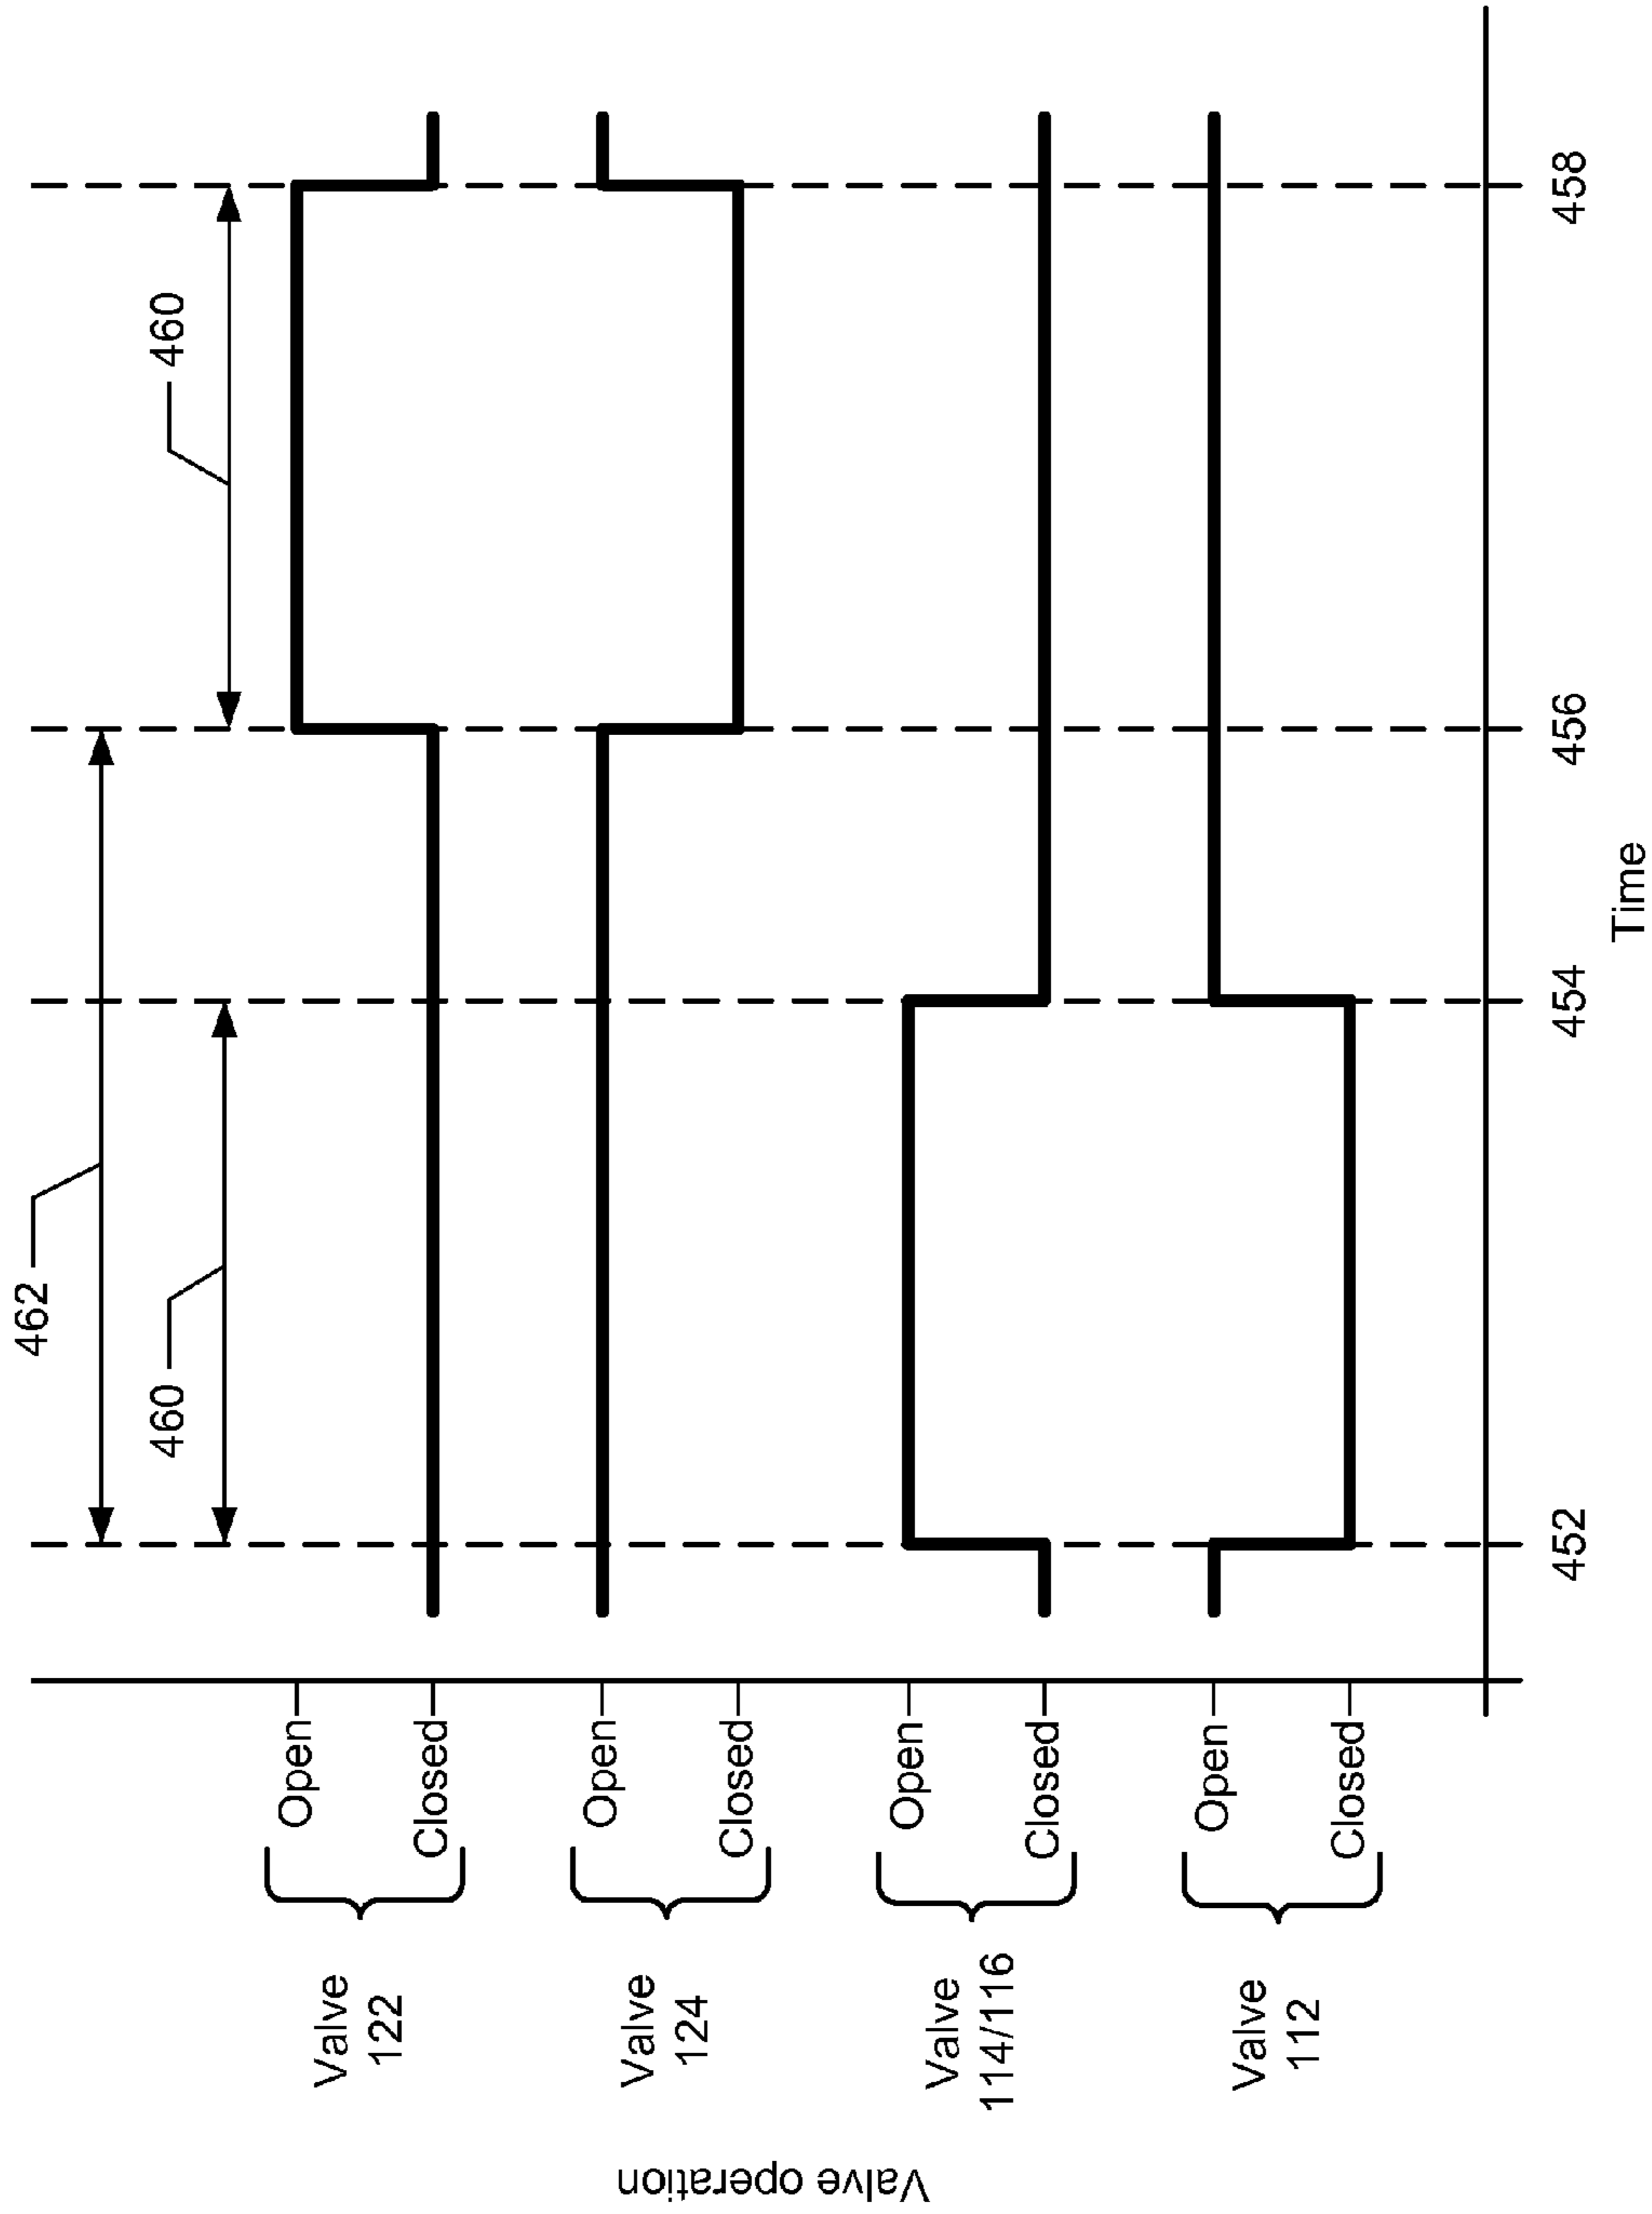 462
460
460
Valve
122
Open
Closed
Valve
124
Open
Closed
Valve
114/116
Open
Closed
Valve
112
Open
Closed
Valve operation
452
454
456
458
Time